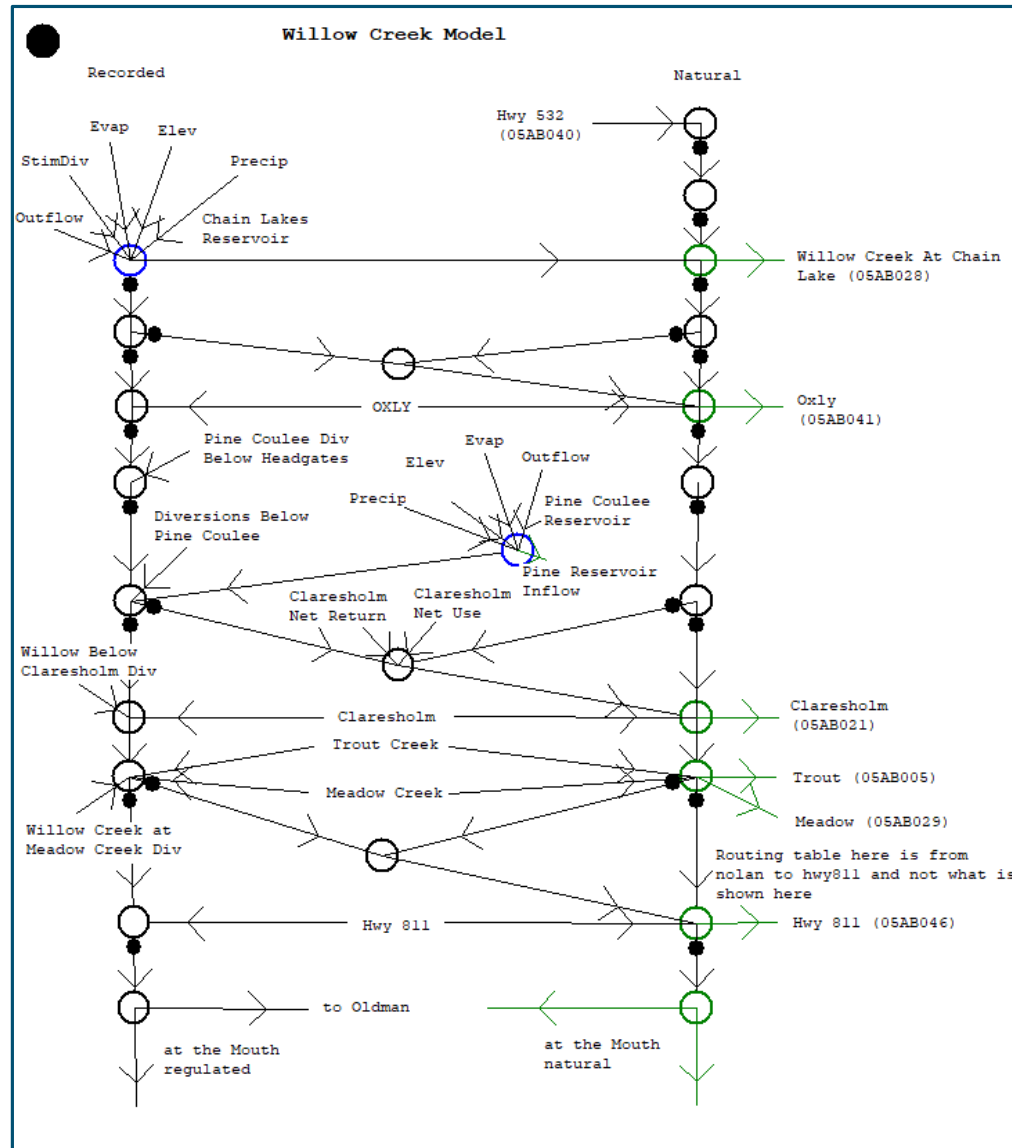 Willow Creek Model
Recorded
Natural
Hwy 532
(05AB040)
Evap
Elev
StimDiv
Precip
Outflow
Chain Lakes
Reservoir
Willow Creek At Chain
Lake (05AB028)
OXLY
Oxly
(05AB041)
Pine Coulee Div
Below Headgates
Evap
Elev
Outflow
Precip
Pine Coulee
Reservoir
Diversions Below
Pine Coulee
Pine Reservoir
Inflow
Claresholm
Net Return
Claresholm
Net Use
Willow Below
Claresholm Div
Claresholm
Claresholm
(05AB021)
Trout Creek
Trout (05AB005)
Meadow Creek
Meadow (05AB029)
Willow Creek at
Meadow Creek Div
Routing table here is from
nolan to hwy811 and not what is
shown here
Hwy 811
Hwy 811 (05AB046)
to Oldman
at the Mouth
regulated
at the Mouth
natural